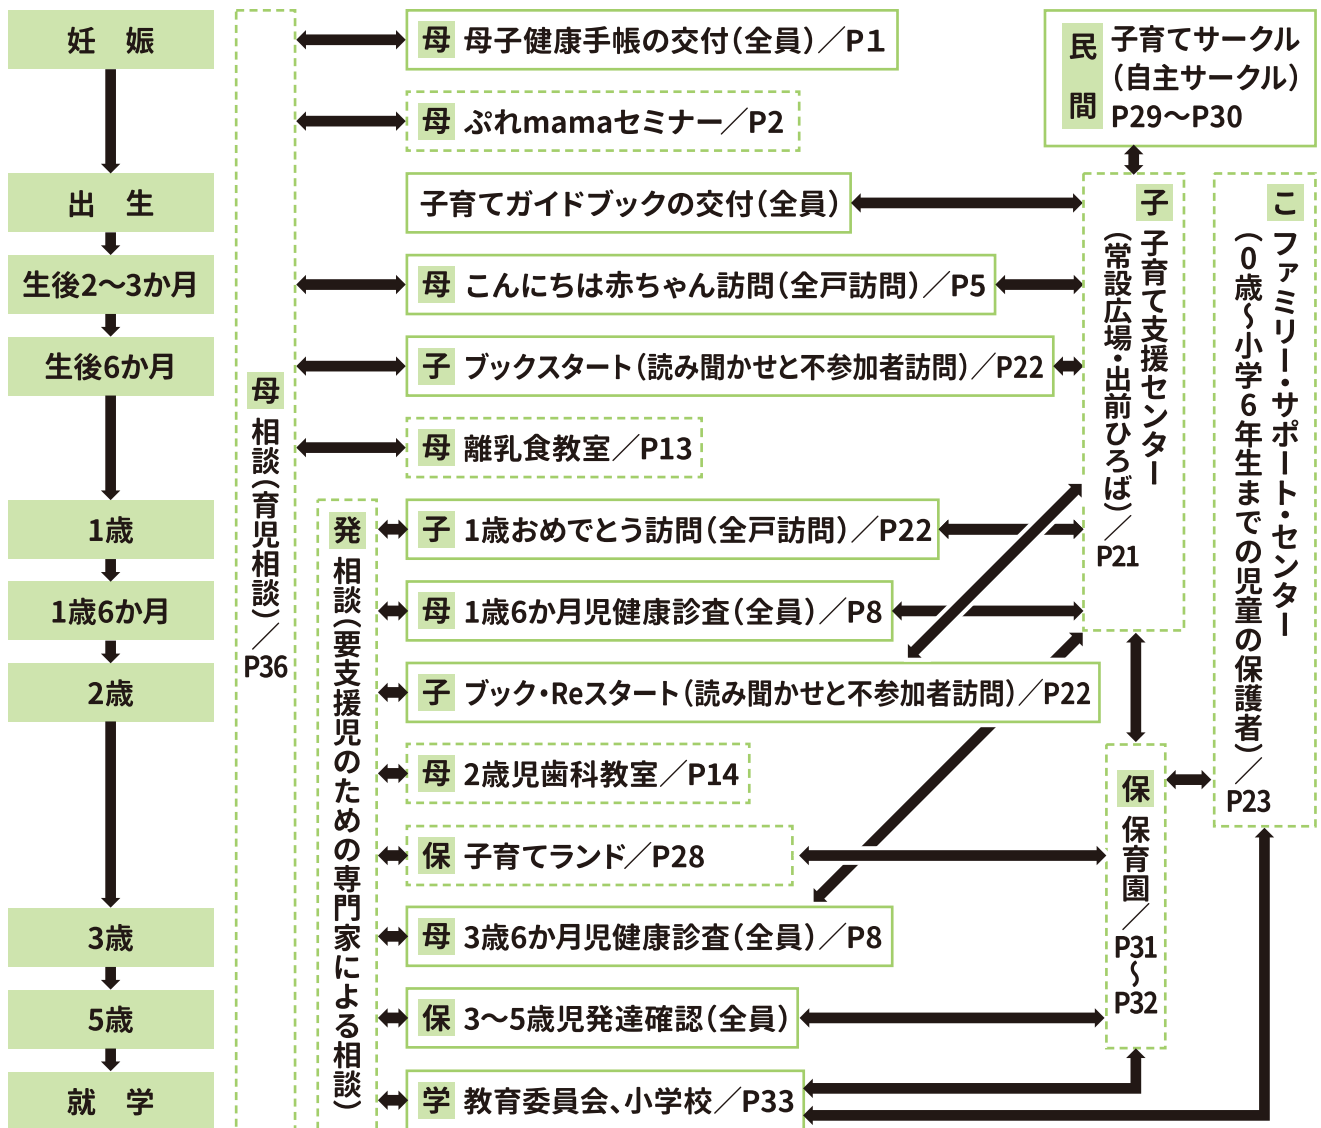 妊　娠
出　生
生後2〜3か月
生後6か月
1歳
1歳6か月
2歳
3歳
5歳
就　学
母 相談（育児相談）／P36
発 相談（要支援児のための専門家による相談）
母 母子健康手帳の交付（全員）／P1
母 ぷれmamaセミナー／P2
子育てガイドブックの交付（全員）
母 こんにちは赤ちゃん訪問（全戸訪問）／P5
子 ブックスタート（読み聞かせと不参加者訪問）／P22
母 離乳食教室／P13
子 1歳おめでとう訪問（全戸訪問）／P22
母 1歳6か月児健康診査（全員）／P8
子 ブック・Reスタート（読み聞かせと不参加者訪問）／P22
母 2歳児歯科教室／P14
保 子育てランド／P28
母 3歳6か月児健康診査（全員）／P8
保 3〜5歳児発達確認（全員）
学 教育委員会、小学校／P33
民間
子育てサークル
（自主サークル）
P29〜P30
子 子育て支援センター
（常設広場・出前ひろば）／P21
保 保育園／P31〜P32
こ ファミリー・サポート・センター
（0歳〜小学6年生までの児童の保護者）／P23